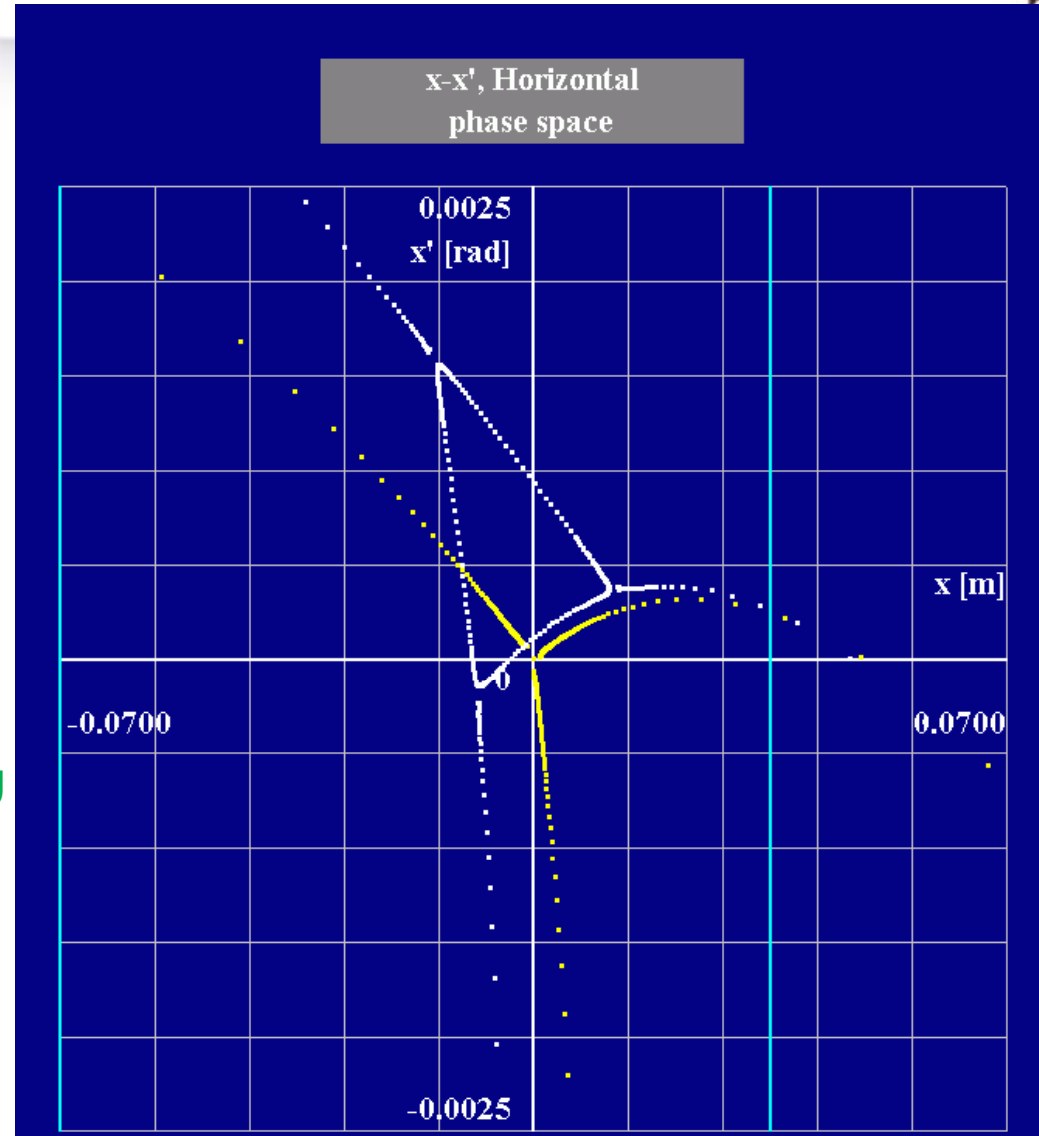 x-x', Horizontal
phase space
0.0025
x' [rad]
x [m]
0
-0.0700
0.0700
-0.0025